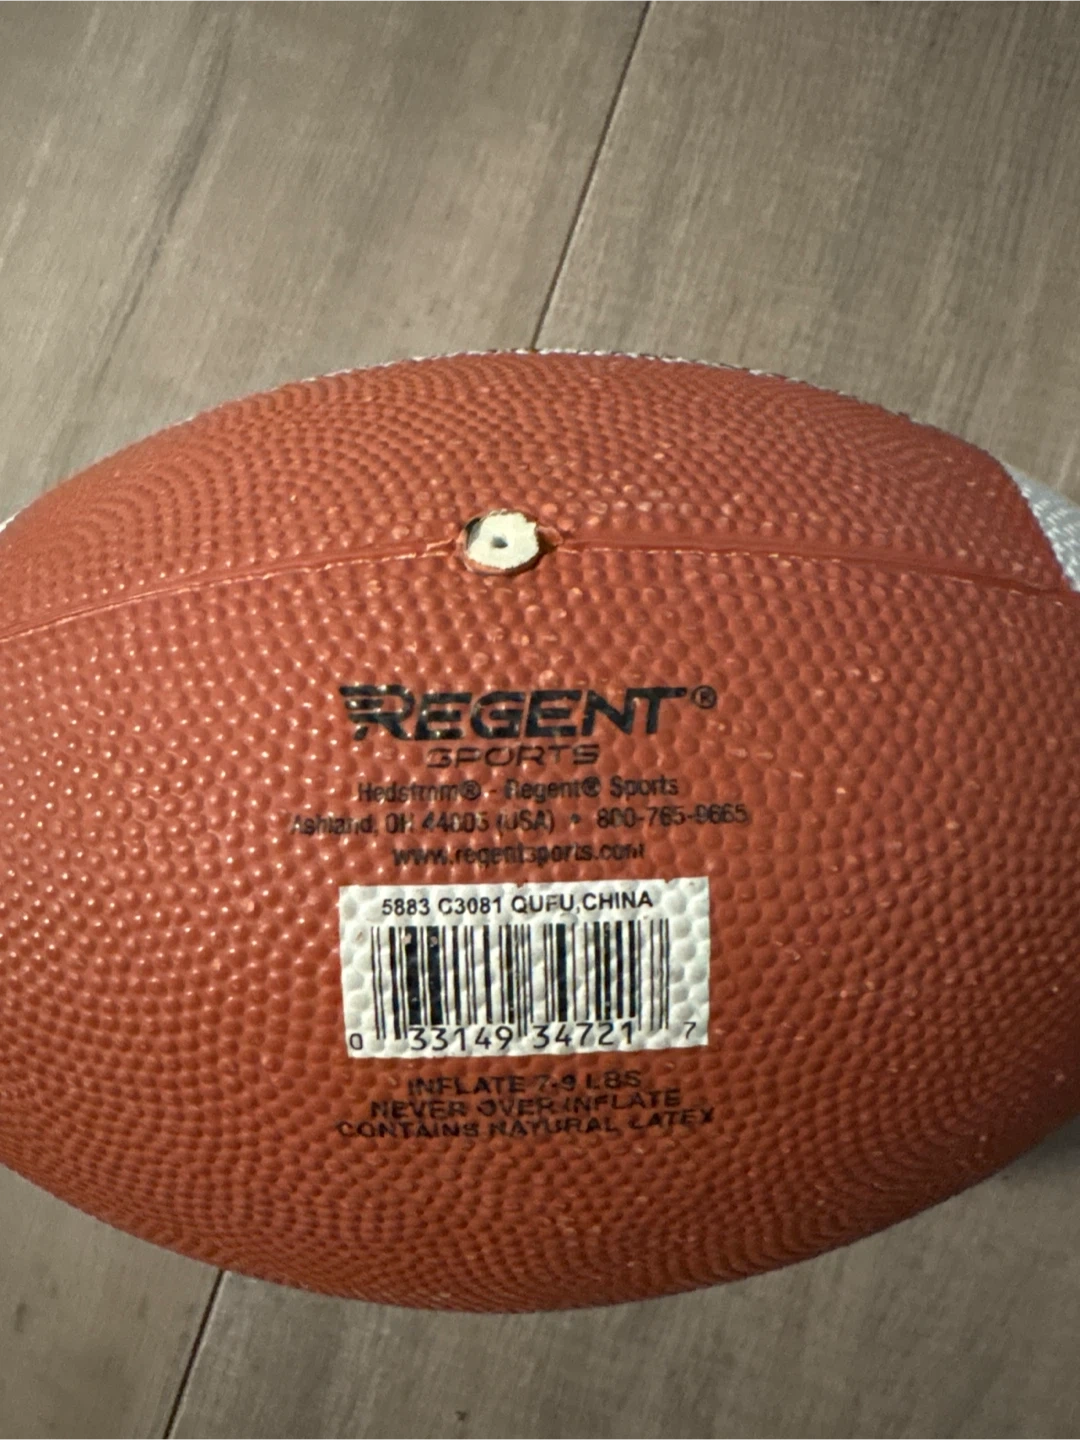 REGENT®
SPORTS
Hedstrom® - Regent® Sports
Ashland, OH 44805 (USA) • 800-765-9665
www.regentsports.com
5883 C3081 QUFU,CHINA
0 33149 34721 7
INFLATE 7-9 LBS
NEVER OVER INFLATE
CONTAINS NATURAL LATEX